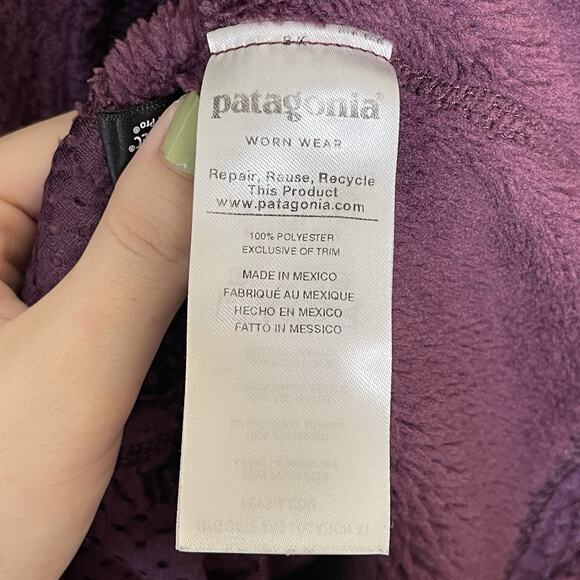 patagonia®
WORN WEAR
Repair, Reuse, Recycle
This Product
www.patagonia.com
100% POLYESTER
EXCLUSIVE OF TRIM
MADE IN MEXICO
FABRIQUÉ AU MEXIQUE
HECHO EN MEXICO
FATTO IN MESSICO
Pro®